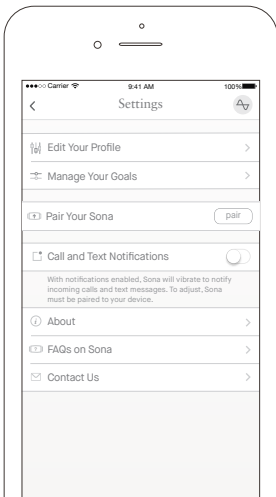 Carrier 9:41 AM 100%
Settings
Edit Your Profile
Manage Your Goals
Pair Your Sona pair
Call and Text Notifications
With notifications enabled, Sona will vibrate to notify
incoming calls and text messages. To adjust, Sona
must be paired to your device.
About
FAQs on Sona
Contact Us